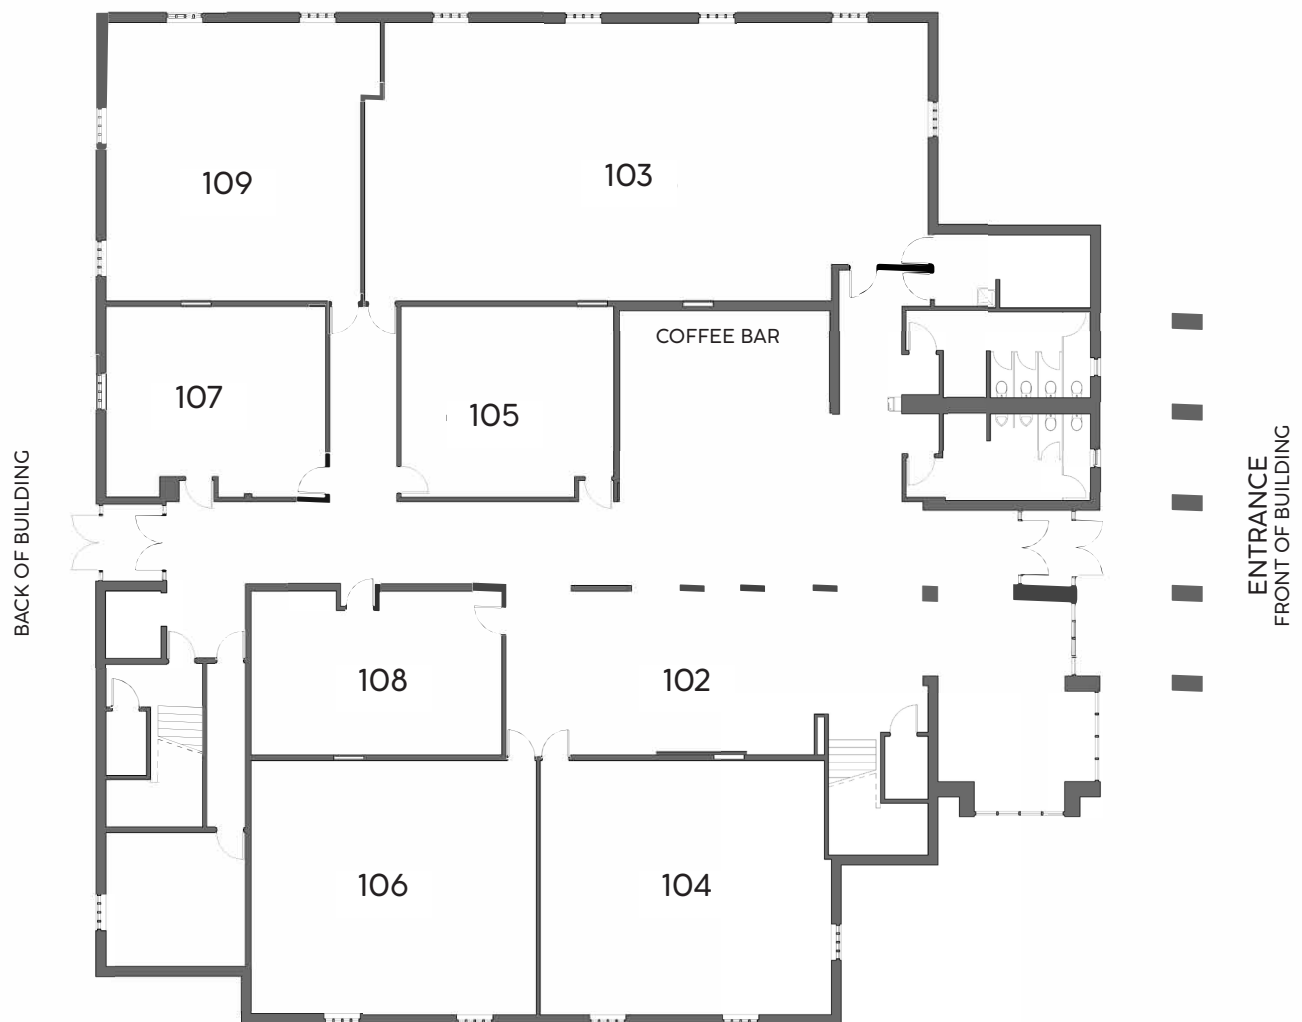 109
103
COFFEE BAR
107
105
BACK OF BUILDING
ENTRANCE
FRONT OF BUILDING
108
102
106
104